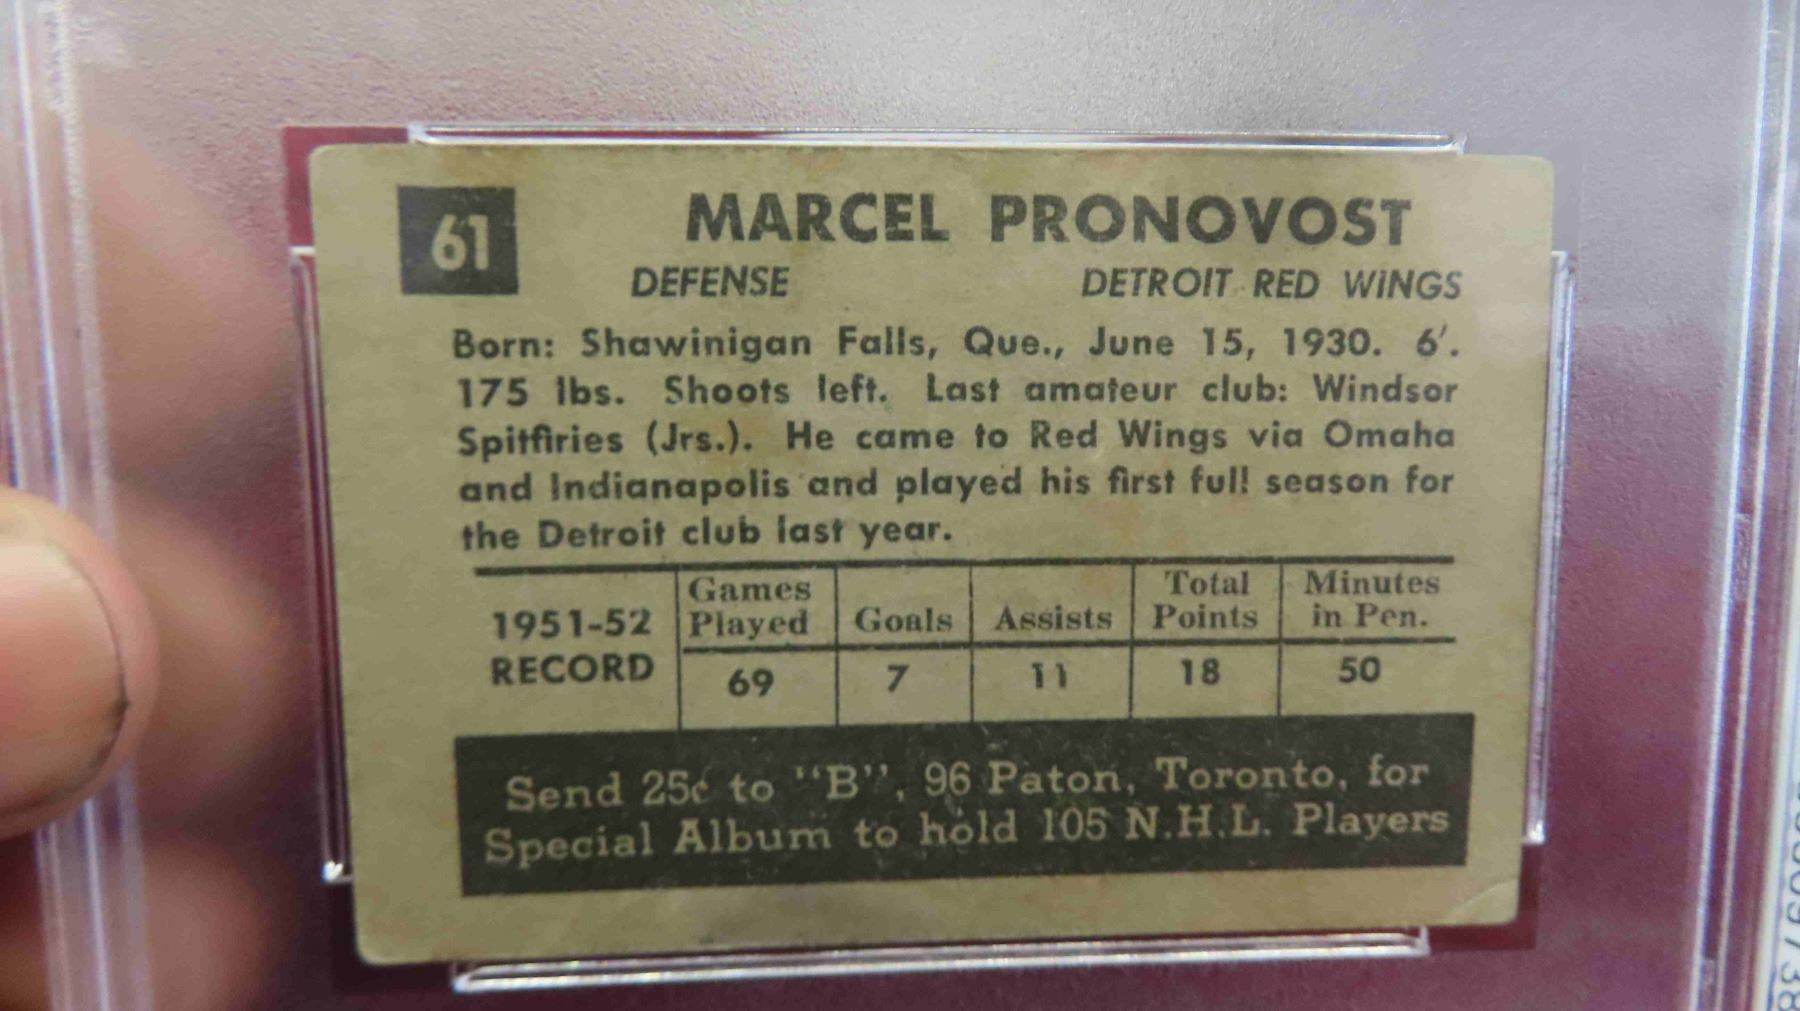 61
MARCEL PRONOVOST
DEFENSE DETROIT RED WINGS
Born: Shawinigan Falls, Que., June 15, 1930. 6'.
175 lbs. Shoots left. Last amateur club: Windsor
Spitfiries (Jrs.). He came to Red Wings via Omaha
and Indianapolis and played his first full season for
the Detroit club last year.
1951-52 RECORD
Games Played Goals Assists Total Points Minutes in Pen.
69 7 11 18 50
Send 25¢ to "B", 96 Paton, Toronto, for
Special Album to hold 105 N.H.L. Players